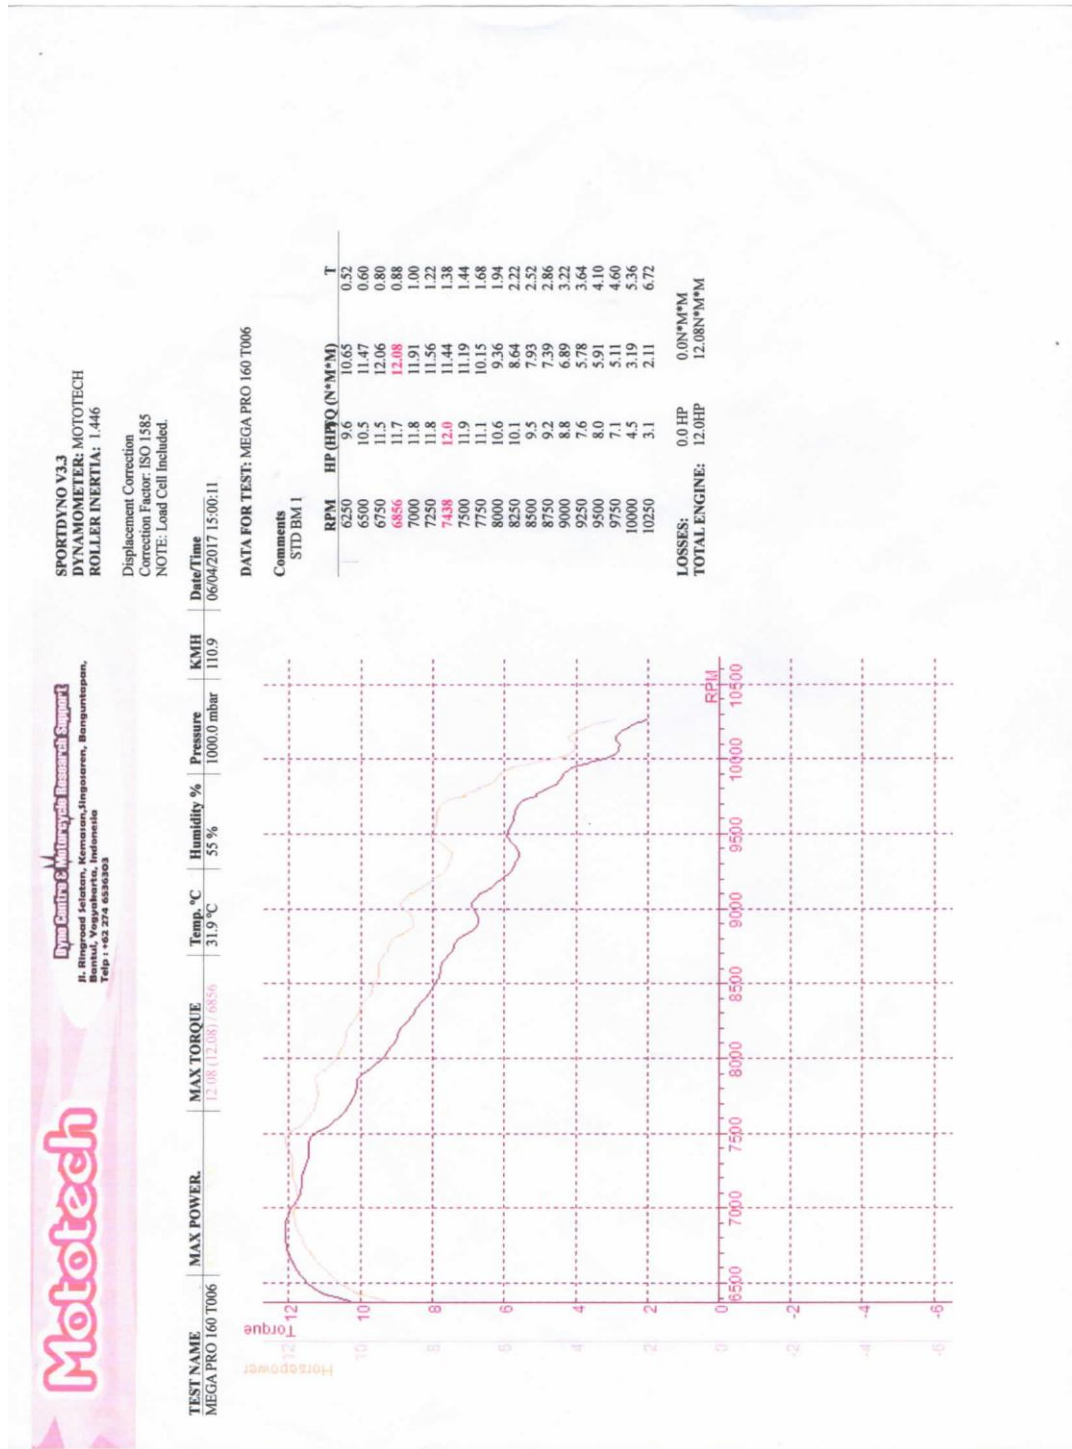 Mototech
Dyno Centre & Motorcycle Research Support
Jl. Ringroad Selatan, Kemasan,Singosaren, Banguntapan,
Bantul, Yogyakarta, Indonesia
Telp : +62 274 6536303
SPORTDYNO V3.3
DYNAMOMETER: MOTOTECH
ROLLER INERTIA: 1.446
Displacement Correction
Correction Factor: ISO 1585
NOTE: Load Cell Included.
TEST NAME MAX POWER. MAX TORQUE Temp. °C Humidity % Pressure KMH Date/Time
MEGA PRO 160 T006 12.08 (12.08) / 6856 31.9 °C 55 % 1000.0 mbar 110.9 06/04/2017 15:00:11
Horsepower
Torque
12 12
10 10
8 8
6 6
4 4
2 2
0 0
-2 -2
-4 -4
-6 -6
6500 7000 7500 8000 8500 9000 9500 10000 10500
RPM
DATA FOR TEST: MEGA PRO 160 T006
Comments
STD BM 1
RPM HP (HP) TQ (N*M*M) T
6250 9.6 10.65 0.52
6500 10.5 11.47 0.60
6750 11.5 12.06 0.80
6856 11.7 12.08 0.88
7000 11.8 11.91 1.00
7250 11.8 11.56 1.22
7438 12.0 11.44 1.38
7500 11.9 11.19 1.44
7750 11.1 10.15 1.68
8000 10.6 9.36 1.94
8250 10.1 8.64 2.22
8500 9.5 7.93 2.52
8750 9.2 7.39 2.86
9000 8.8 6.89 3.22
9250 7.6 5.78 3.64
9500 8.0 5.91 4.10
9750 7.1 5.11 4.60
10000 4.5 3.19 5.36
10250 3.1 2.11 6.72
LOSSES: 0.0 HP 0.0N*M*M
TOTAL ENGINE: 12.0HP 12.08N*M*M